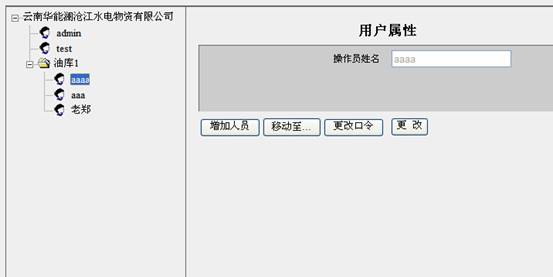 云南华能澜沧江水电物资有限公司
admin
test
油库1
aaaa
aaa
老郑
用户属性
操作员姓名 aaaa
增加人员 移动至... 更改口令 更 改